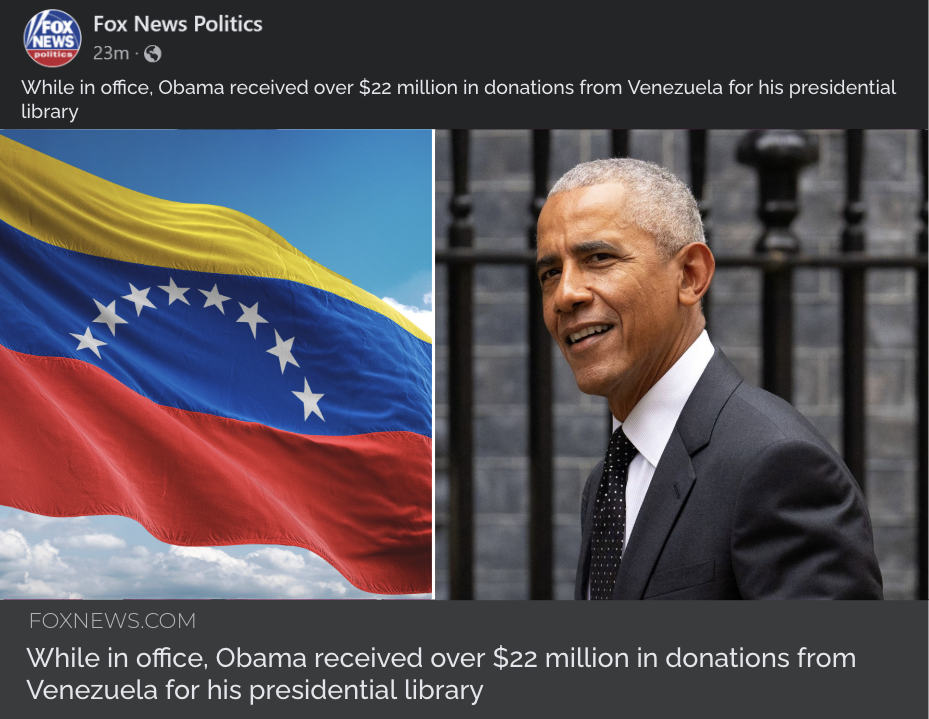 FOX
NEWS
politics
Fox News Politics
23m ·
While in office, Obama received over $22 million in donations from Venezuela for his presidential
library
FOXNEWS.COM
While in office, Obama received over $22 million in donations from
Venezuela for his presidential library